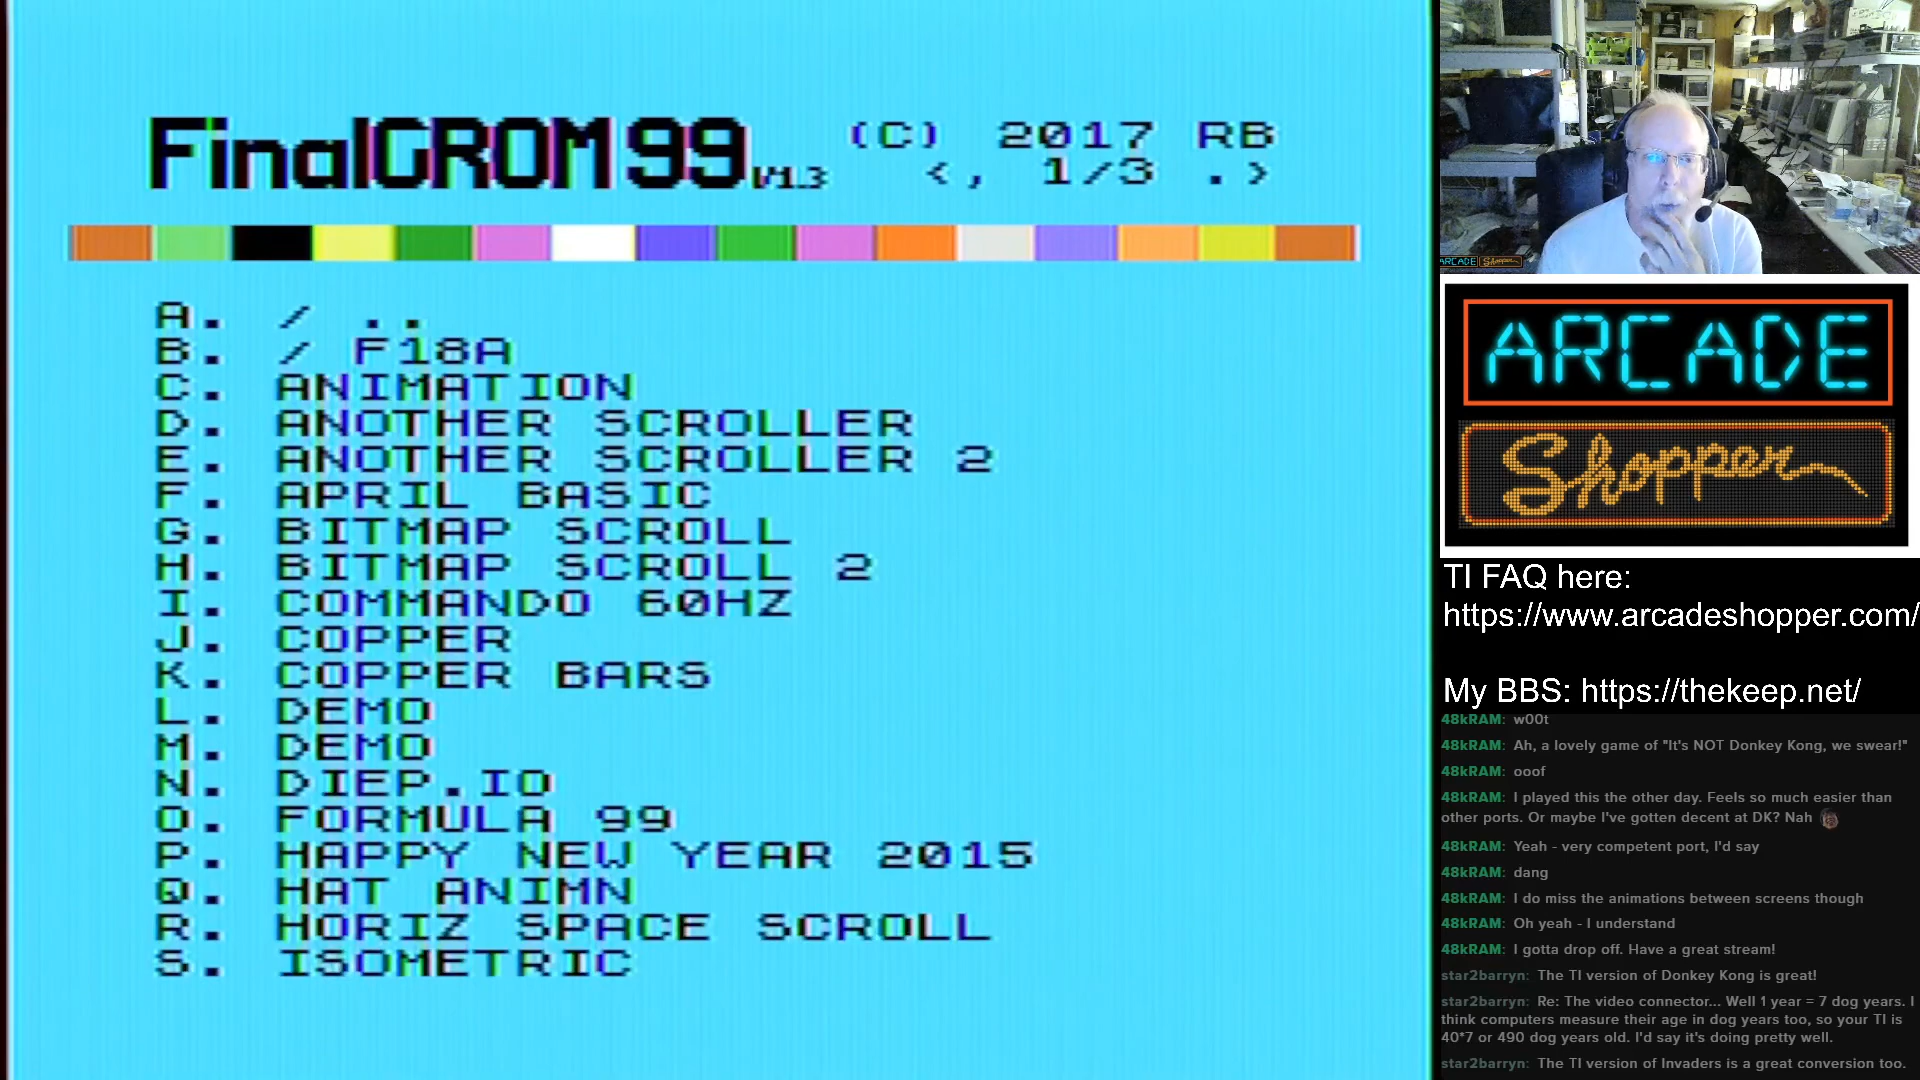 FinalGROM 99 V1.3
(C) 2017 RB
<, 1/3 .>
A. / ..
B. / F18A
C. ANIMATION
D. ANOTHER SCROLLER
E. ANOTHER SCROLLER 2
F. APRIL BASIC
G. BITMAP SCROLL
H. BITMAP SCROLL 2
I. COMMANDO 60HZ
J. COPPER
K. COPPER BARS
L. DEMO
M. DEMO
N. DIEP.IO
O. FORMULA 99
P. HAPPY NEW YEAR 2015
Q. HAT ANIMN
R. HORIZ SPACE SCROLL
S. ISOMETRIC
ARCADE Shopper
ARCADE
Shopper
TI FAQ here:
https://www.arcadeshopper.com/
My BBS: https://thekeep.net/
48kRAM: w00t
48kRAM: Ah, a lovely game of "It's NOT Donkey Kong, we swear!"
48kRAM: ooof
48kRAM: I played this the other day. Feels so much easier than
other ports. Or maybe I've gotten decent at DK? Nah
48kRAM: Yeah - very competent port, I'd say
48kRAM: dang
48kRAM: I do miss the animations between screens though
48kRAM: Oh yeah - I understand
48kRAM: I gotta drop off. Have a great stream!
star2barryn: The TI version of Donkey Kong is great!
star2barryn: Re: The video connector... Well 1 year = 7 dog years. I
think computers measure their age in dog years too, so your TI is
40*7 or 490 dog years old. I'd say it's doing pretty well.
star2barryn: The TI version of Invaders is a great conversion too.